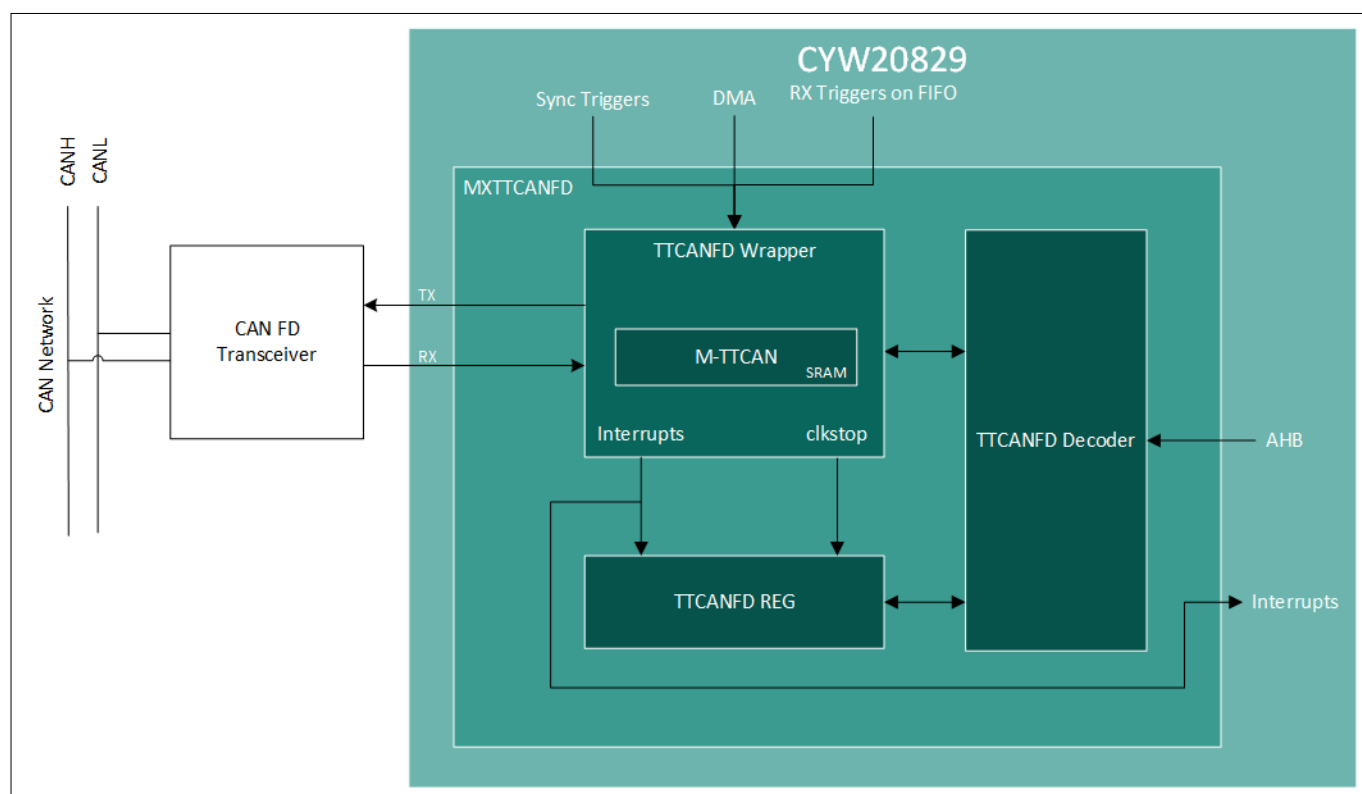 CYW20829
Sync Triggers
DMA
RX Triggers on FIFO
CANH
CANL
MXTTCANFD
TTCANFD Wrapper
TX
CAN FD
Transceiver
M-TTCAN
SRAM
RX
CAN Network
Interrupts
clkstop
TTCANFD Decoder
AHB
TTCANFD REG
Interrupts